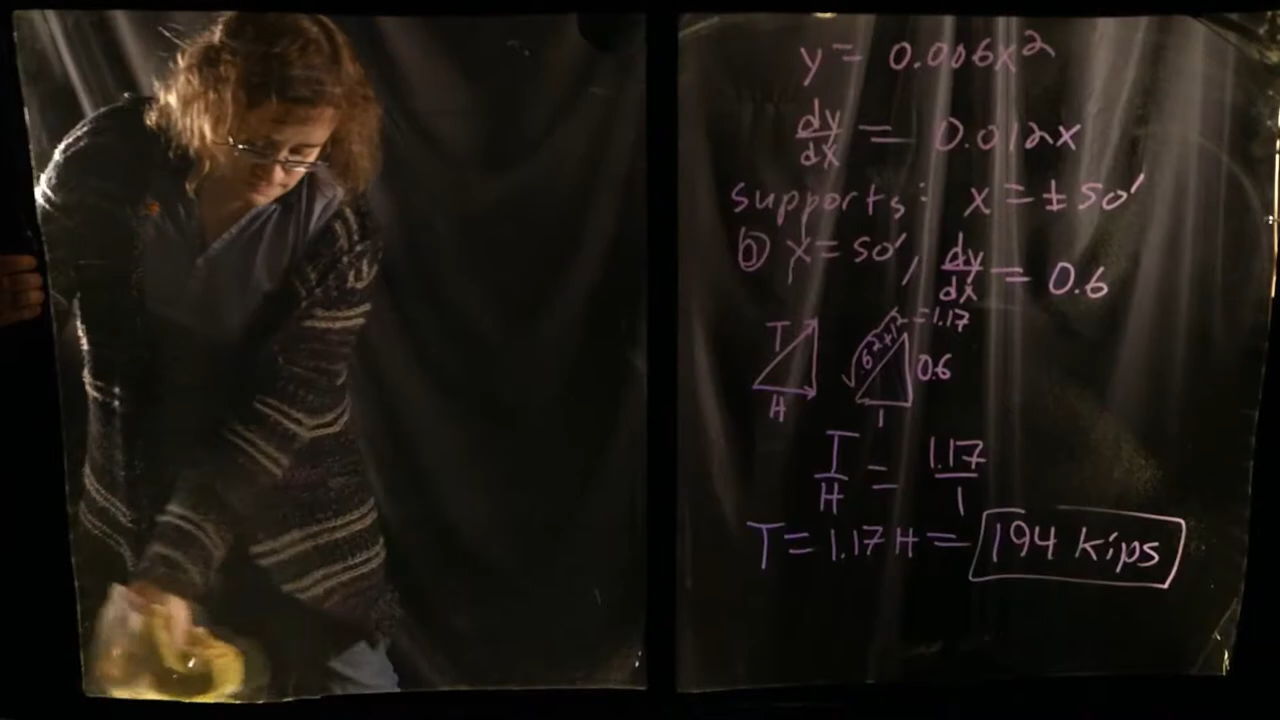 y = 0.006x²
dy/dx = 0.012x
supports: x = ±50'
@ x = 50', dy/dx = 0.6
T H √.6²+1² = 1.17 0.6 1
T/H = 1.17/1
T = 1.17H = 194 kips